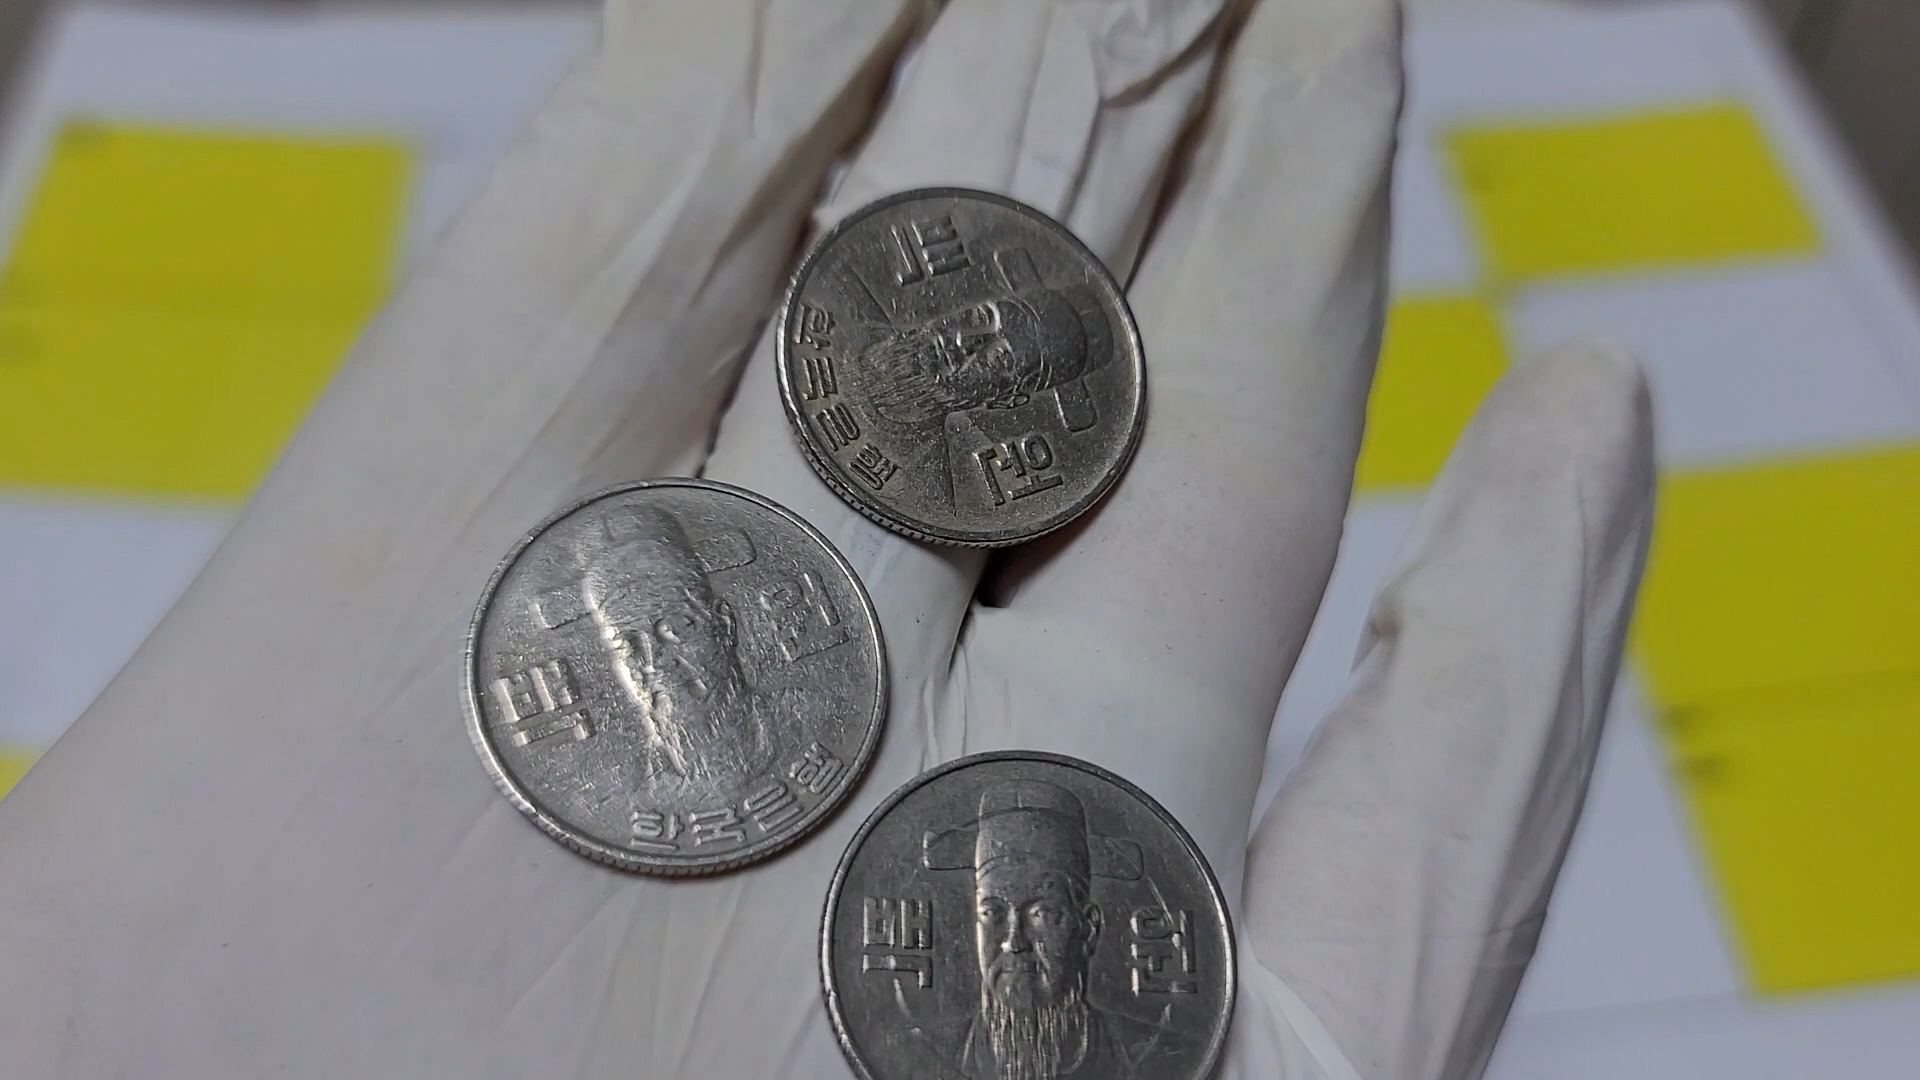 백 원
한국은행
백 원
한국은행
백 원